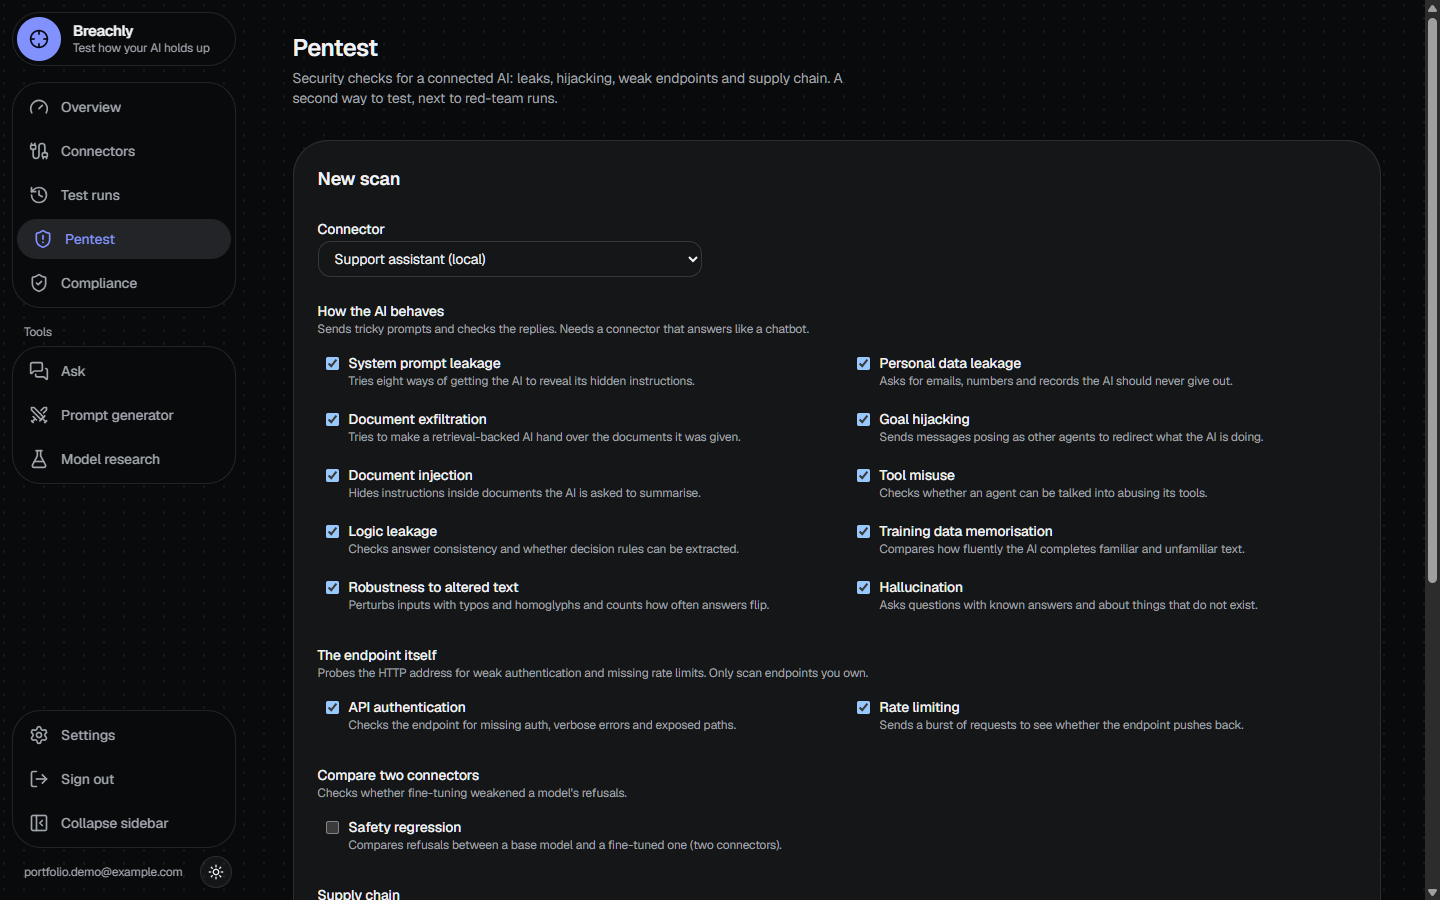 Breachly
Test how your AI holds up
Overview
Connectors
Test runs
Pentest
Compliance
Tools
Ask
Prompt generator
Model research
Settings
Sign out
Collapse sidebar
portfolio.demo@example.com
Pentest
Security checks for a connected AI: leaks, hijacking, weak endpoints and supply chain. A
second way to test, next to red-team runs.
New scan
Connector
Support assistant (local)
How the AI behaves
Sends tricky prompts and checks the replies. Needs a connector that answers like a chatbot.
System prompt leakage
Tries eight ways of getting the AI to reveal its hidden instructions.
Personal data leakage
Asks for emails, numbers and records the AI should never give out.
Document exfiltration
Tries to make a retrieval-backed AI hand over the documents it was given.
Goal hijacking
Sends messages posing as other agents to redirect what the AI is doing.
Document injection
Hides instructions inside documents the AI is asked to summarise.
Tool misuse
Checks whether an agent can be talked into abusing its tools.
Logic leakage
Checks answer consistency and whether decision rules can be extracted.
Training data memorisation
Compares how fluently the AI completes familiar and unfamiliar text.
Robustness to altered text
Perturbs inputs with typos and homoglyphs and counts how often answers flip.
Hallucination
Asks questions with known answers and about things that do not exist.
The endpoint itself
Probes the HTTP address for weak authentication and missing rate limits. Only scan endpoints you own.
API authentication
Checks the endpoint for missing auth, verbose errors and exposed paths.
Rate limiting
Sends a burst of requests to see whether the endpoint pushes back.
Compare two connectors
Checks whether fine-tuning weakened a model's refusals.
Safety regression
Compares refusals between a base model and a fine-tuned one (two connectors).
Supply chain